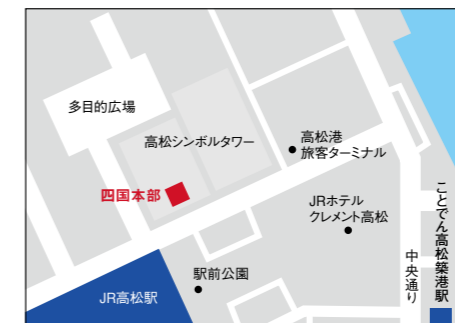 多目的広場
高松シンボルタワー
高松港
旅客ターミナル
四国本部
JRホテル
クレメント高松
ことでん高松築港駅
中央通り
駅前公園
JR高松駅